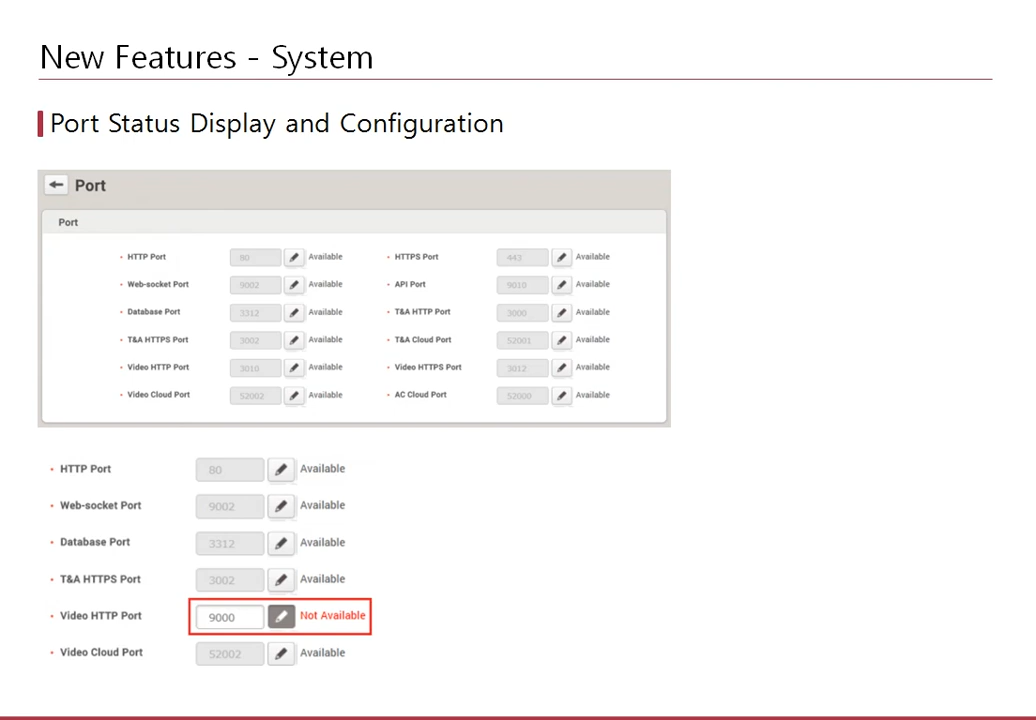 New Features - System
Port Status Display and Configuration
Port
Port
HTTP Port 80 Available HTTPS Port 443 Available
Web-socket Port 9002 Available API Port 9010 Available
Database Port 3312 Available T&A HTTP Port 3000 Available
T&A HTTPS Port 3002 Available T&A Cloud Port 52001 Available
Video HTTP Port 3010 Available Video HTTPS Port 3012 Available
Video Cloud Port 52002 Available AC Cloud Port 52000 Available
HTTP Port 80 Available
Web-socket Port 9002 Available
Database Port 3312 Available
T&A HTTPS Port 3002 Available
Video HTTP Port 9000 Not Available
Video Cloud Port 52002 Available